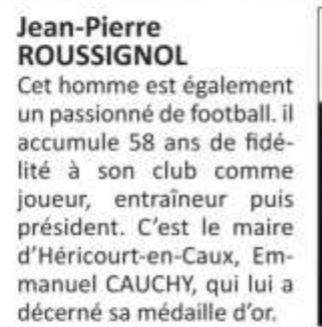 Jean-Pierre
ROUSSIGNOL
Cet homme est également
un passionné de football. il
accumule 58 ans de fidé-
lité à son club comme
joueur, entraîneur puis
président. C'est le maire
d'Héricourt-en-Caux, Em-
manuel CAUCHY, qui lui a
décerné sa médaille d'or.